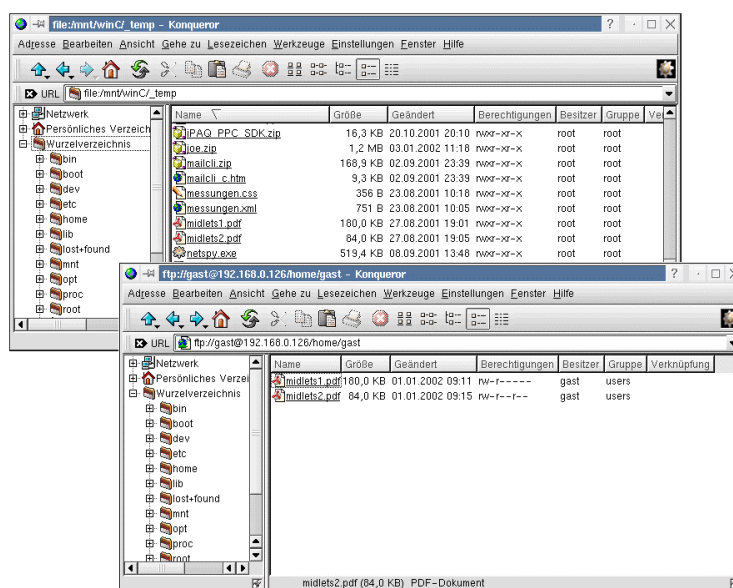 file:/mnt/winC/_temp - Konqueror
Adresse Bearbeiten Ansicht Gehe zu Lesezeichen Werkzeuge Einstellungen Fenster Hilfe
URL file:/mnt/winC/_temp
Netzwerk
Persönliches Verzeich
Wurzelverzeichnis
bin
boot
dev
etc
home
lib
lost+found
mnt
opt
proc
root
Name Größe Geändert Berechtigungen Besitzer Gruppe Ver
iPAQ_PPC_SDK.zip 16,3 KB 20.10.2001 20:10 rwxr-xr-x root root
joe.zip 1,2 MB 03.01.2002 11:18 rwxr-xr-x root root
mailcli.zip 168,9 KB 02.09.2001 23:39 rwxr-xr-x root root
mailcli_c.htm 9,3 KB 02.09.2001 23:39 rwxr-xr-x root root
messungen.css 356 B 23.08.2001 10:18 rwxr-xr-x root root
messungen.xml 751 B 23.08.2001 10:05 rwxr-xr-x root root
midlets1.pdf 180,0 KB 27.08.2001 19:01 rwxr-xr-x root root
midlets2.pdf 84,0 KB 27.08.2001 19:05 rwxr-xr-x root root
netspy.exe 519,4 KB 08.09.2001 13:48 rwxr-xr-x root root
ftp://gast@192.168.0.126/home/gast - Konqueror
Adresse Bearbeiten Ansicht Gehe zu Lesezeichen Werkzeuge Einstellungen Fenster Hilfe
URL ftp://gast@192.168.0.126/home/gast
Netzwerk
Persönliches Verzei
Wurzelverzeichnis
bin
boot
dev
etc
home
lib
lost+found
mnt
opt
proc
root
Name Größe Geändert Berechtigungen Besitzer Gruppe Verknüpfung
midlets1.pdf 180,0 KB 01.01.2002 09:11 rw-r----- gast users
midlets2.pdf 84,0 KB 01.01.2002 09:15 rw-r--r-- gast users
midlets2.pdf (84,0 KB) PDF-Dokument